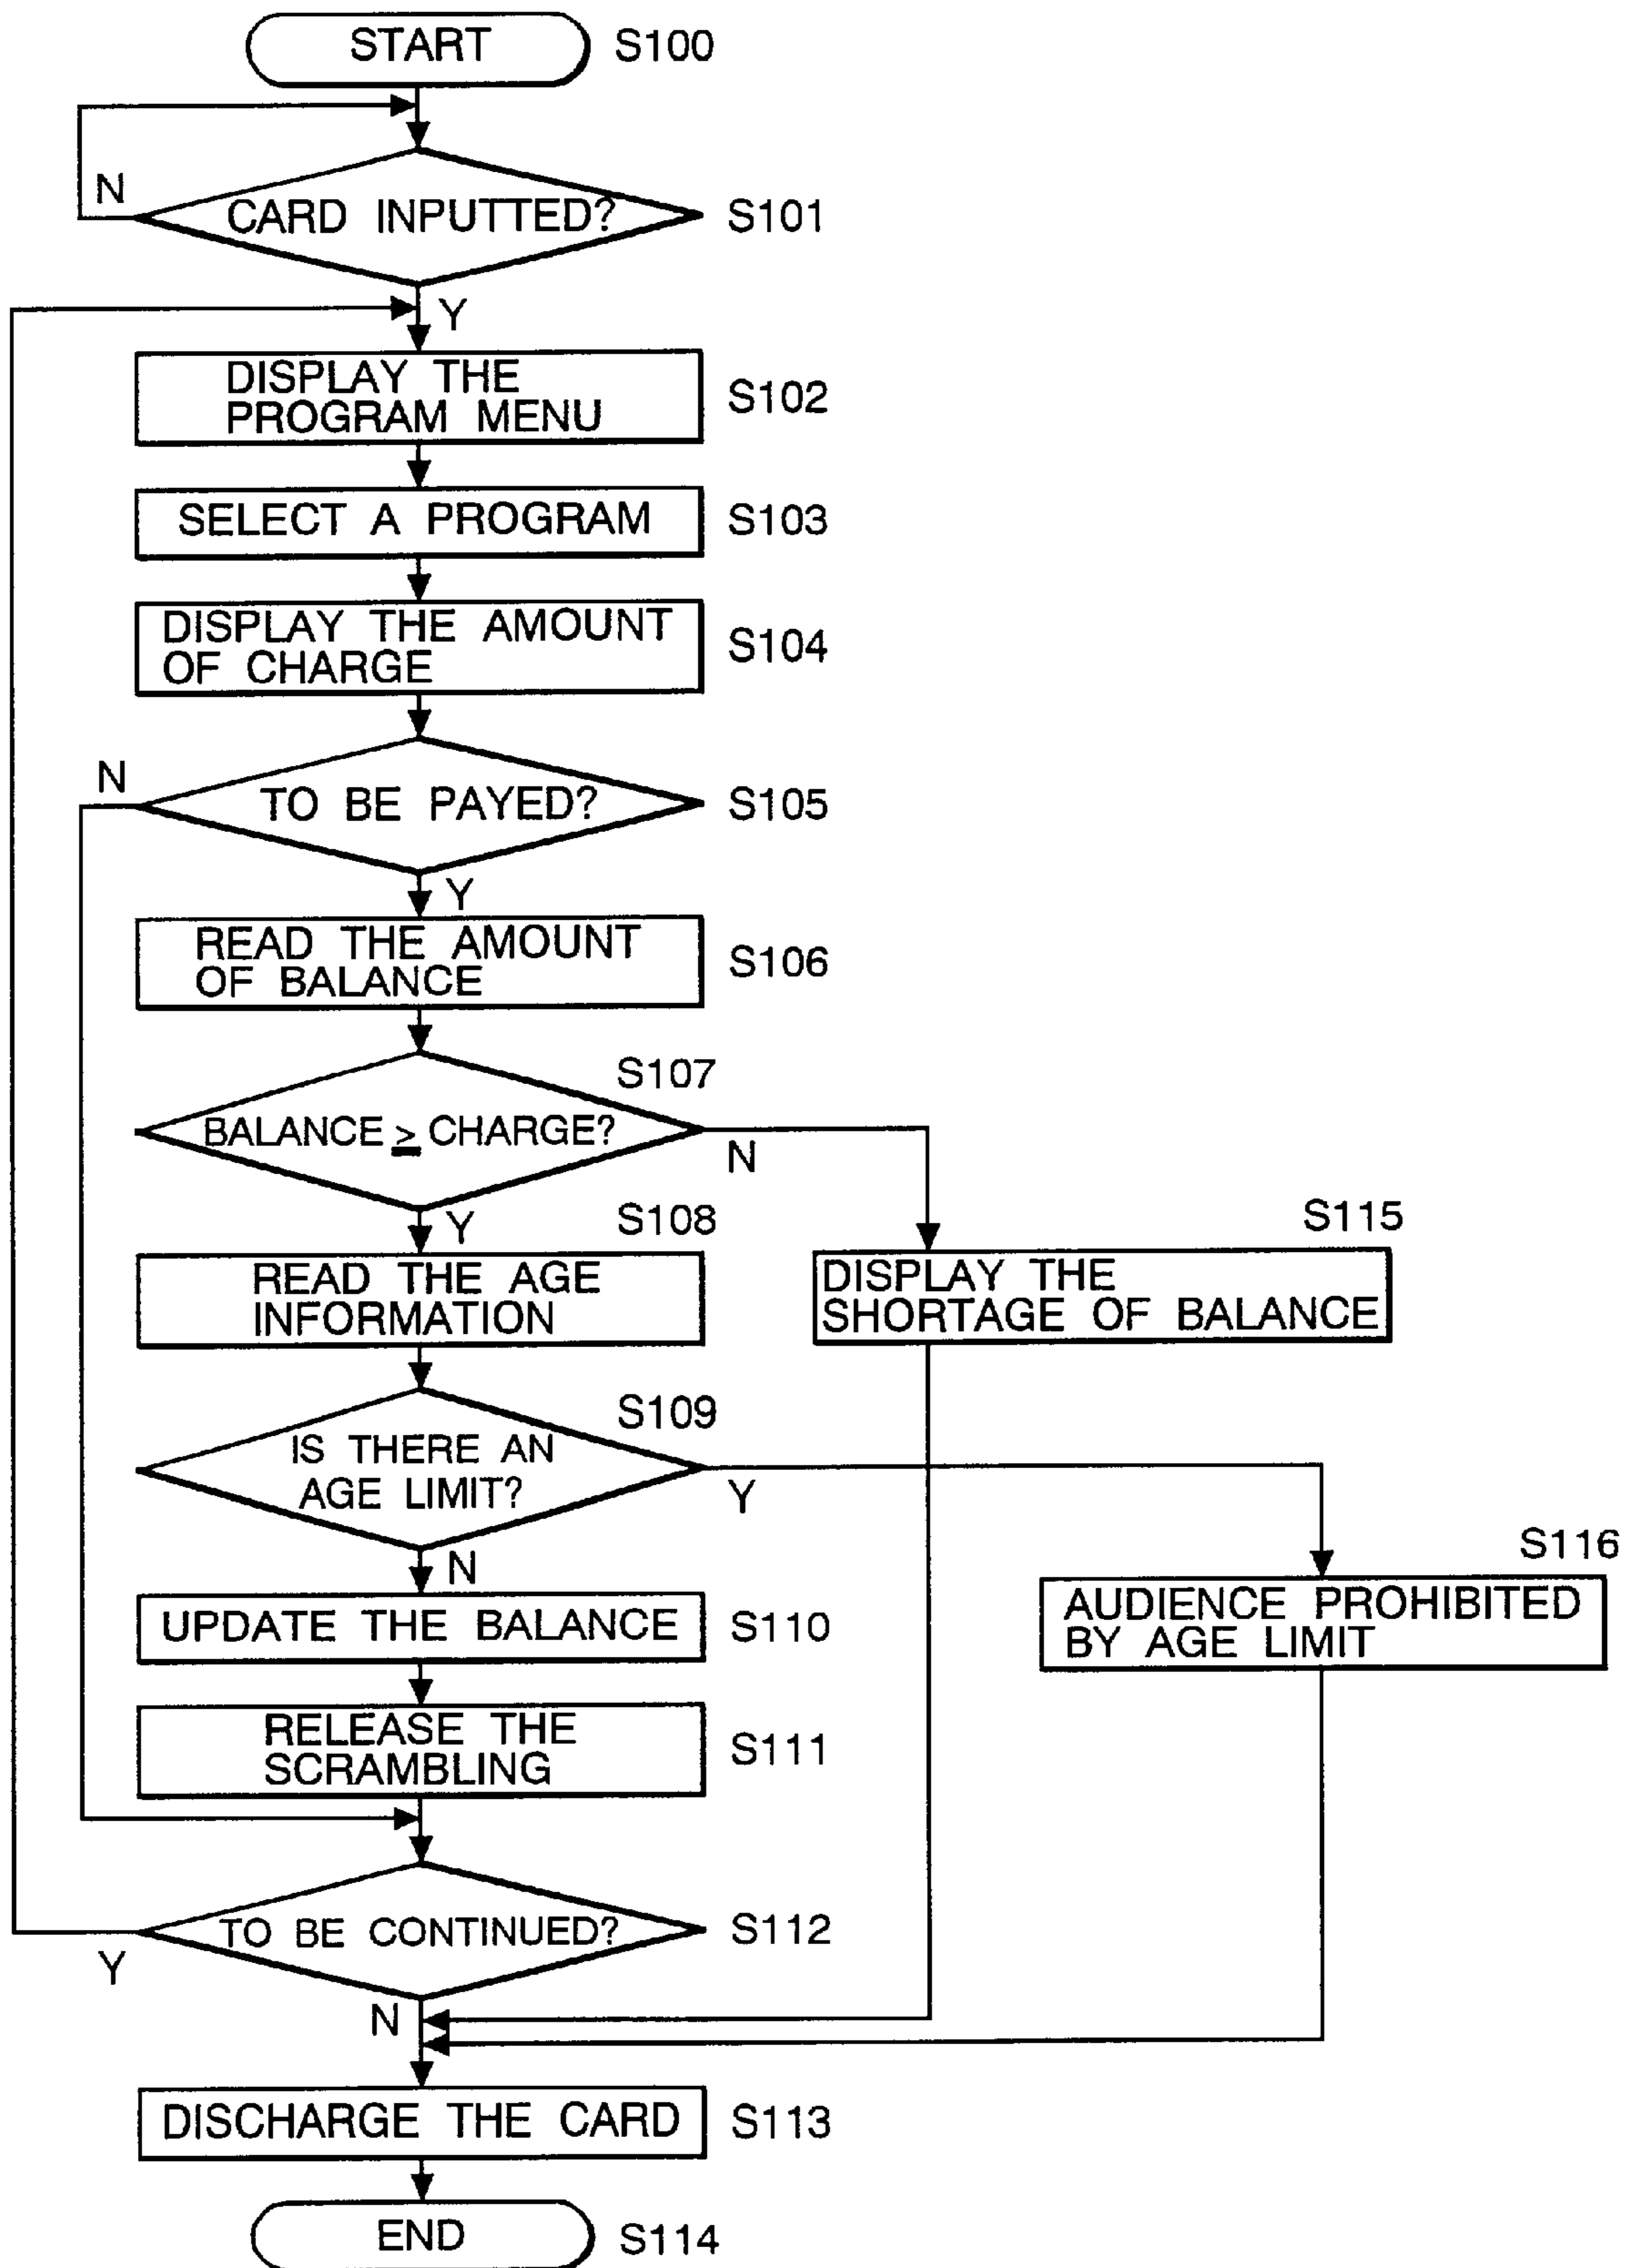 START
S100
N
CARD INPUTTED?
S101
Y
DISPLAY THE
PROGRAM MENU
S102
SELECT A PROGRAM
S103
DISPLAY THE AMOUNT
OF CHARGE
S104
N
TO BE PAYED?
S105
Y
READ THE AMOUNT
OF BALANCE
S106
S107
BALANCE ≥ CHARGE?
N
Y
S108
READ THE AGE
INFORMATION
S115
DISPLAY THE
SHORTAGE OF BALANCE
S109
IS THERE AN
AGE LIMIT?
Y
N
S116
AUDIENCE PROHIBITED
BY AGE LIMIT
UPDATE THE BALANCE
S110
RELEASE THE
SCRAMBLING
S111
TO BE CONTINUED?
S112
Y
N
DISCHARGE THE CARD
S113
END
S114